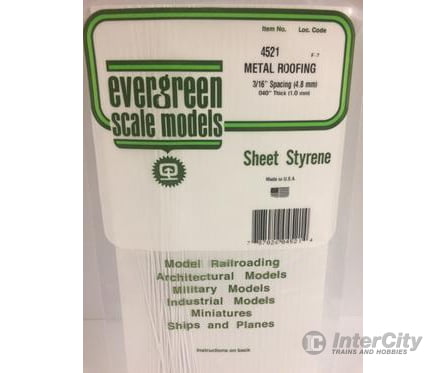 Item No. Loc. Code
4521 F-7
METAL ROOFING
3/16" Spacing (4.8 mm)
.040" Thick (1.0 mm)
evergreen
scale models
Sheet Styrene
Made in U.S.A.
Model Railroading
Architectural Models
Military Models
Industrial Models
Miniatures
Ships and Planes
Instructions on back
InterCity
TRAINS AND HOBBIES